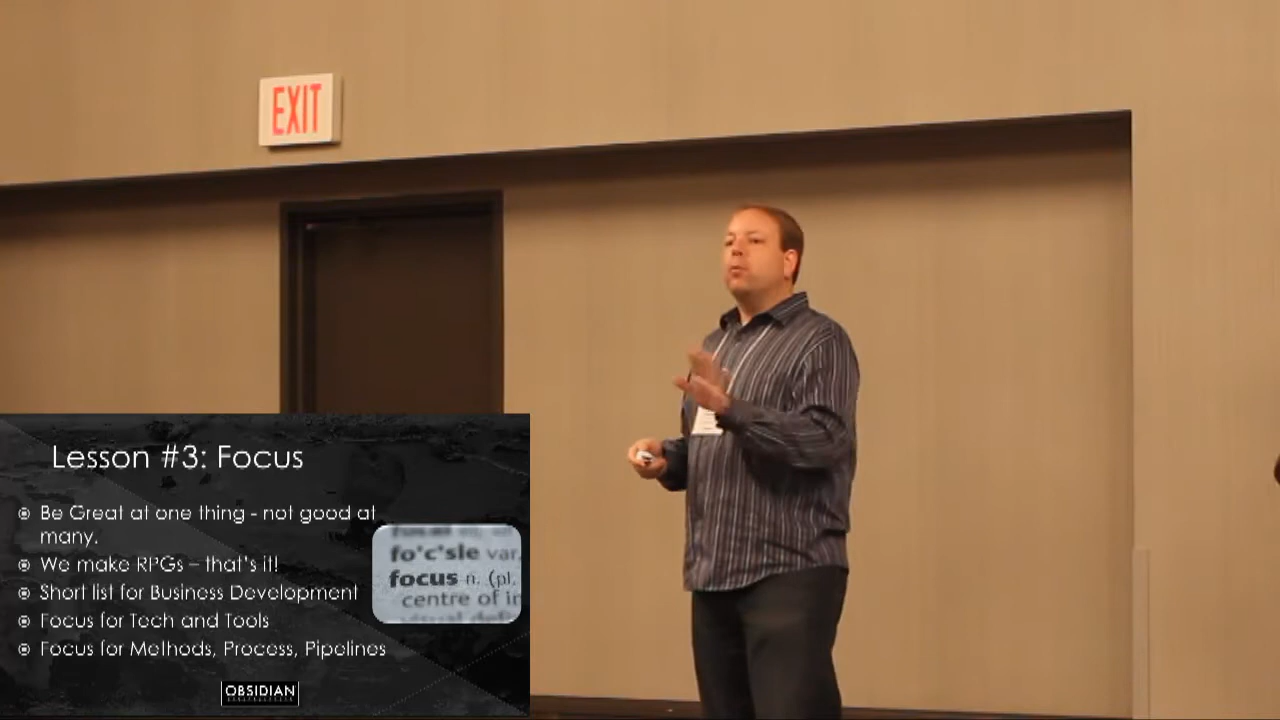 EXIT
Lesson #3: Focus
Be Great at one thing - not good at
many.
We make RPGs – that's it!
Short list for Business Development
Focus for Tech and Tools
Focus for Methods, Process, Pipelines
fo'c'sle var.
focus n. (pl.
centre of in
OBSIDIAN